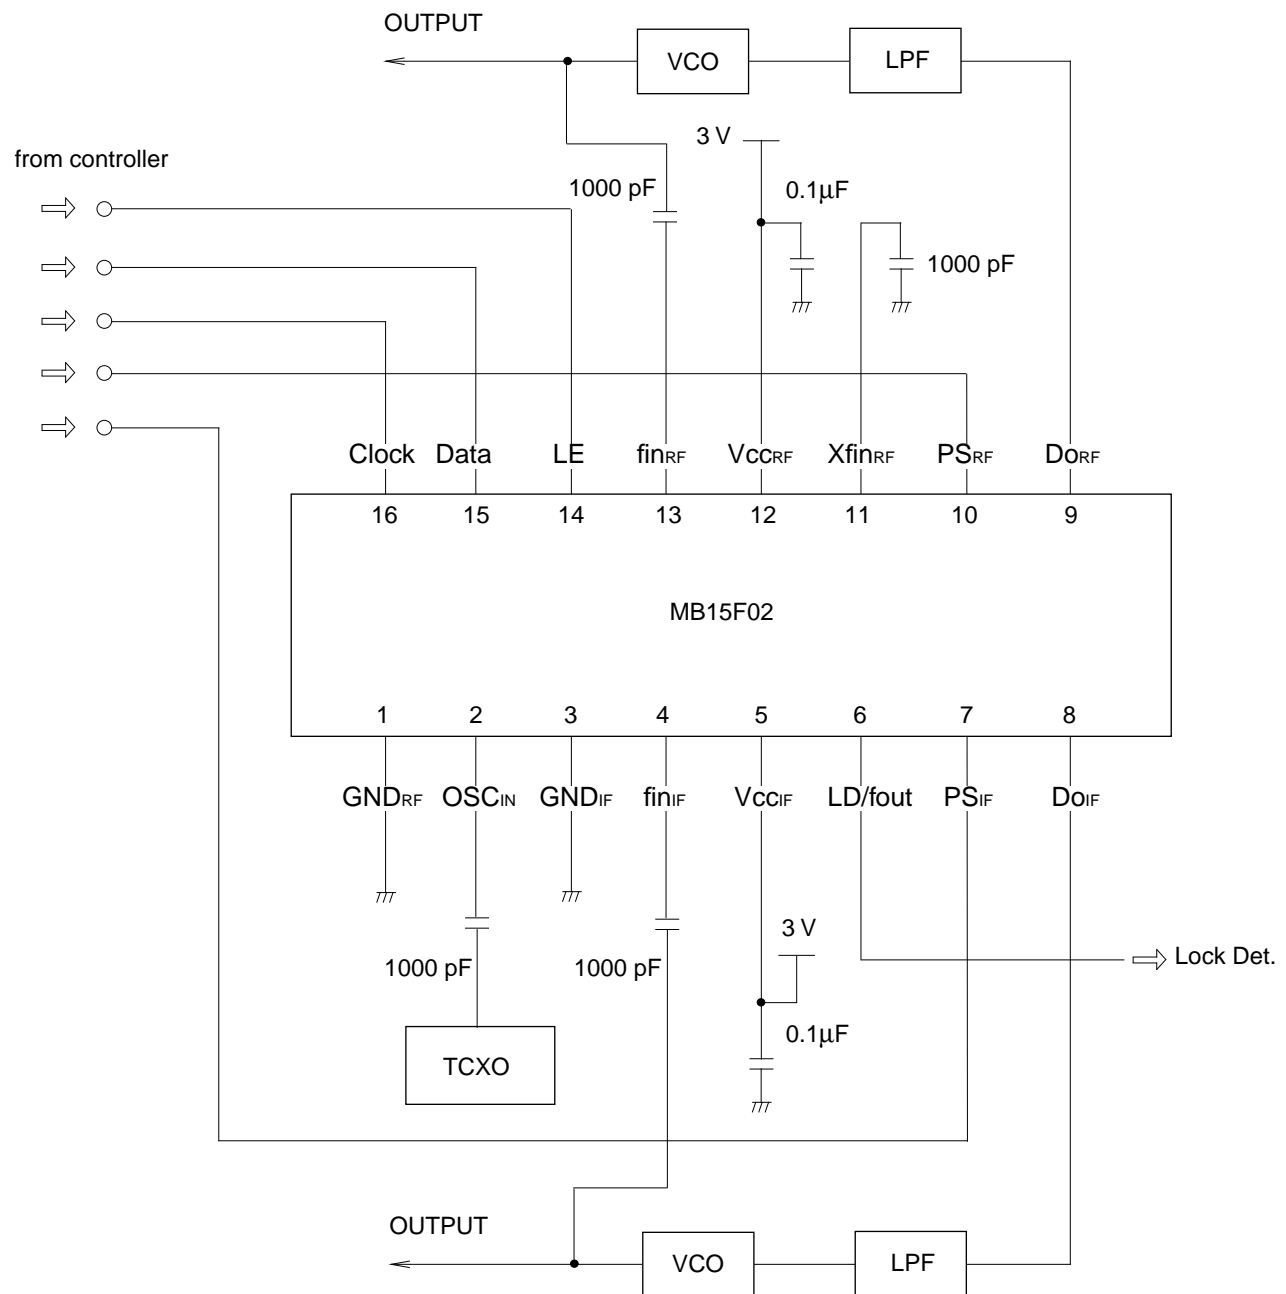 OUTPUT
VCO
LPF
3 V
from controller
1000 pF
0.1µF
1000 pF
Clock Data LE finRF VccRF XfinRF PSRF DoRF
16 15 14 13 12 11 10 9
MB15F02
1 2 3 4 5 6 7 8
GNDRF OSCIN GNDIF finIF VccIF LD/fout PSIF DoIF
3 V
1000 pF
1000 pF
Lock Det.
0.1µF
TCXO
OUTPUT
VCO
LPF